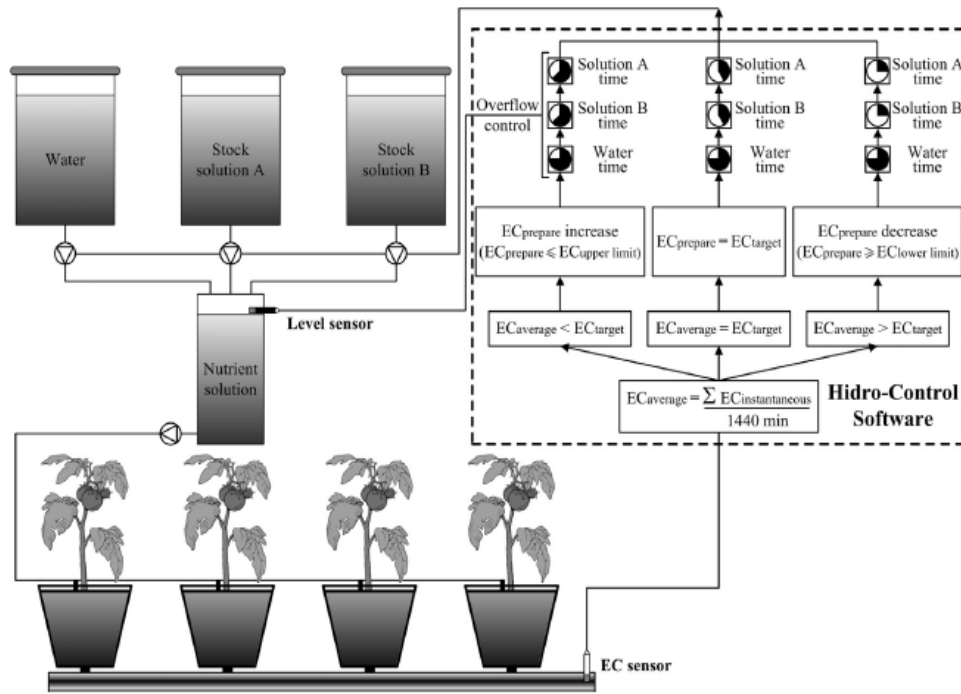 Water
Stock
solution A
Stock
solution B
Level sensor
Nutrient
solution
EC sensor
Overflow
control
Solution A
time
Solution B
time
Water
time
Solution A
time
Solution B
time
Water
time
Solution A
time
Solution B
time
Water
time
ECprepare increase
(ECprepare ⩽ ECupper limit)
ECprepare = ECtarget
ECprepare decrease
(ECprepare ⩾ EClower limit)
ECaverage < ECtarget
ECaverage = ECtarget
ECaverage > ECtarget
ECaverage = ∑ ECinstantaneous
1440 min
Hidro-Control
Software